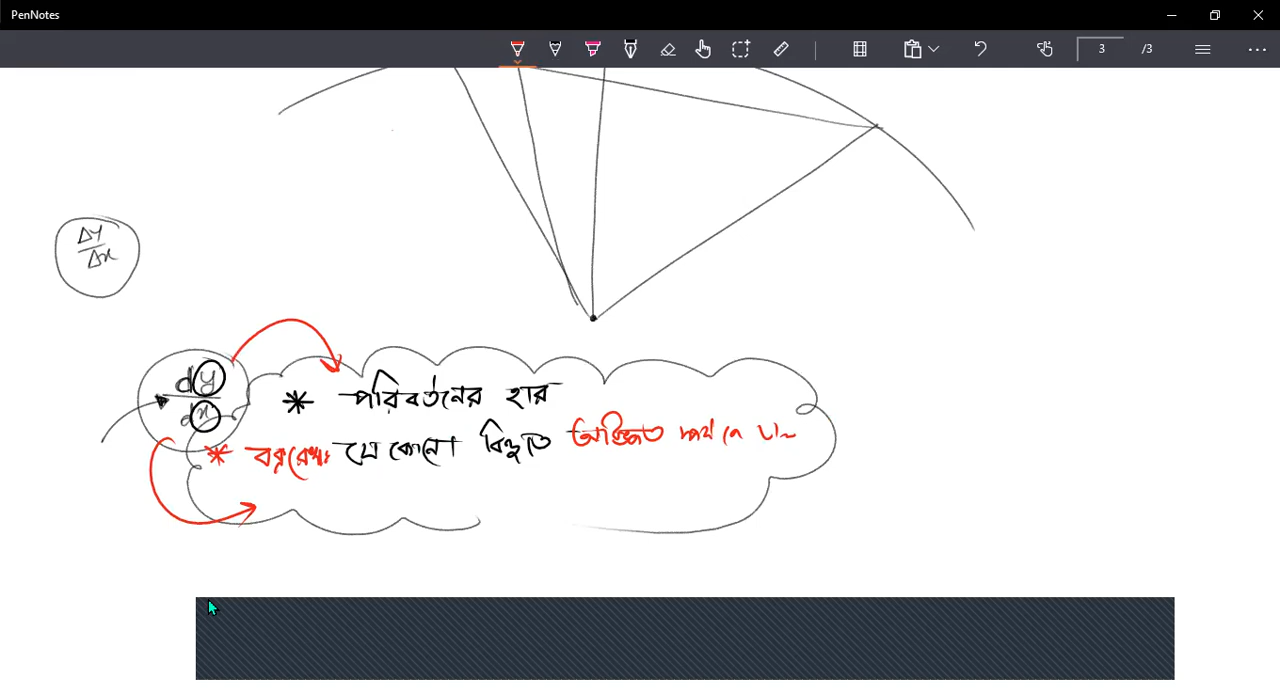 PenNotes
3 /3
Δy
Δx
dy
dx
* পরিবর্তনের হার
* বক্ররেখার যে কোনো বিন্দুতে